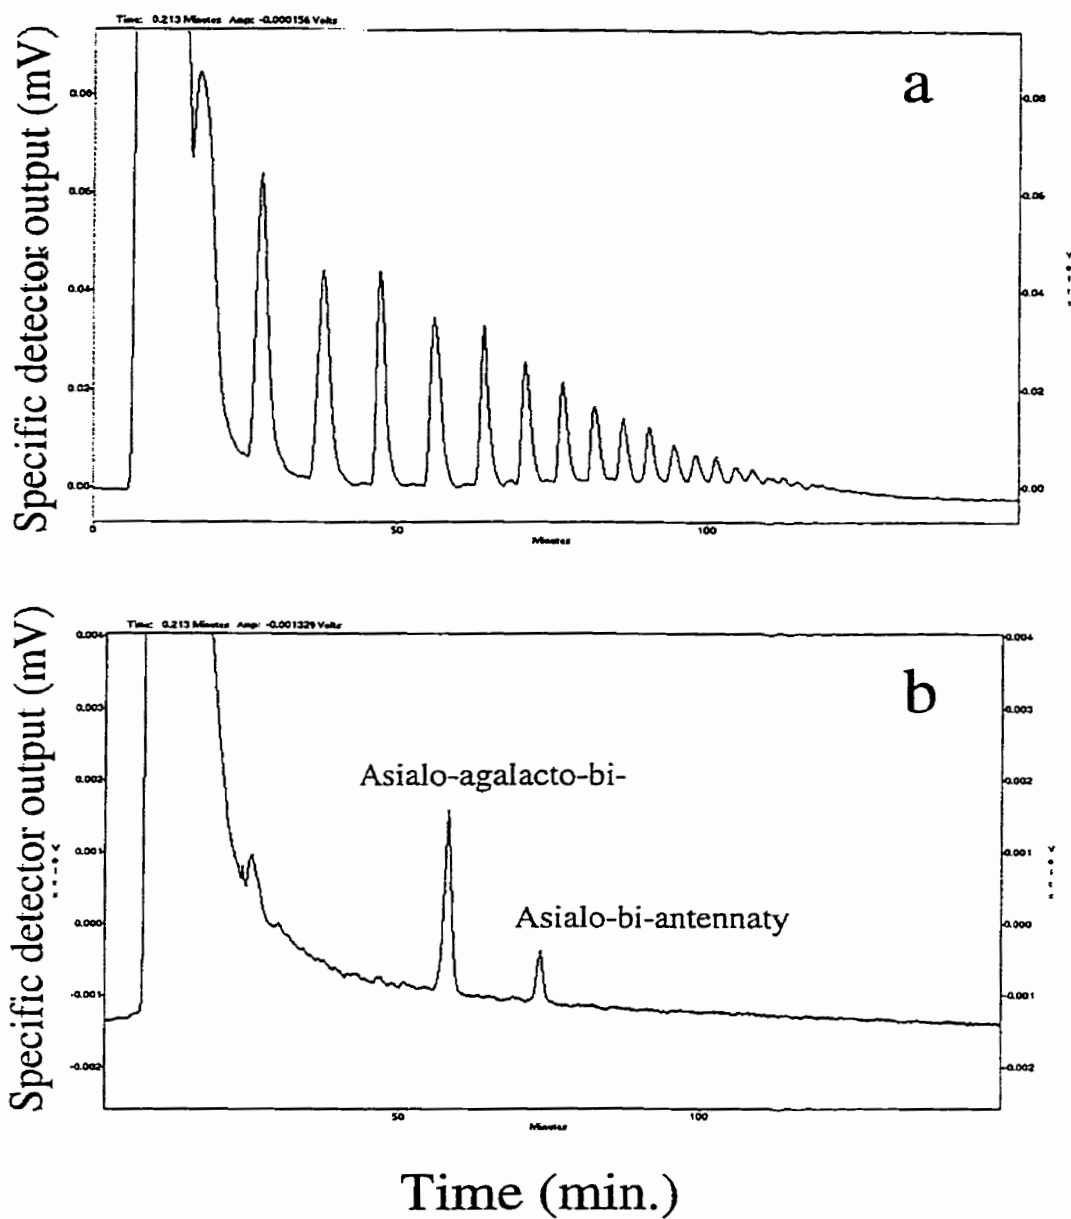 Time: 0.213 Minutes Amp: -0.000156 Volts
a
Specific detector output (mV)
0.08
0.06
0.04
0.02
0.00
0.08
0.06
0.04
0.02
0.00
0
50
100
Minutes
Time: 0.213 Minutes Amp: -0.001329 Volts
b
Specific detector output (mV)
0.004
0.003
0.002
0.001
0.000
-0.001
-0.002
0.004
0.003
0.002
0.001
0.000
-0.001
-0.002
Asialo-agalacto-bi-
Asialo-bi-antennaty
50
100
Minutes
Time (min.)